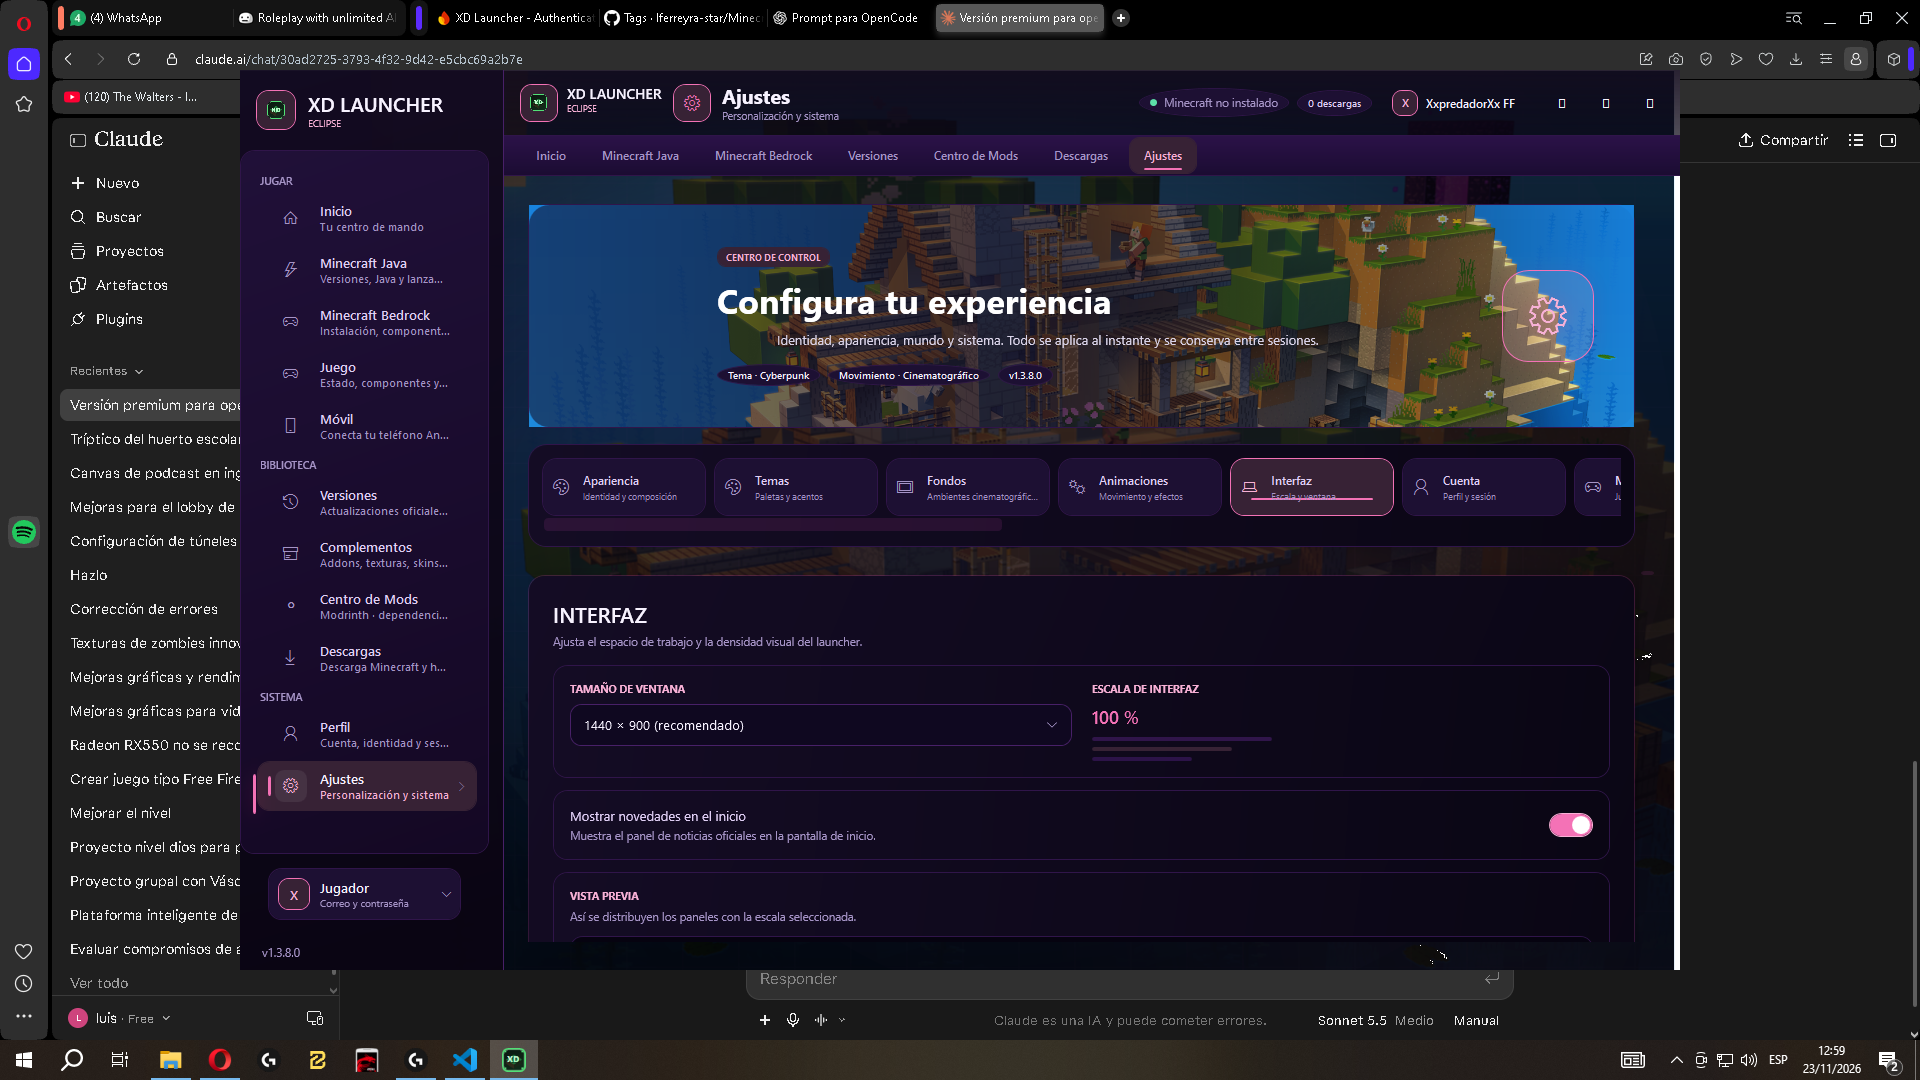 (4) WhatsApp
Roleplay with unlimited AI
XD Launcher - Authentica
Tags · lferreyra-star/Minec
Prompt para OpenCode
Versión premium para ope
claude.ai/chat/30ad2725-3793-4f32-9d42-e5cbc69a2b7e
(120) The Walters - I...
Claude
Nuevo
Buscar
Proyectos
Artefactos
Plugins
Recientes
Versión premium para ope
Tríptico del huerto escolar
Canvas de podcast en ing
Mejoras para el lobby de
Configuración de túneles
Hazlo
Corrección de errores
Texturas de zombies innov
Mejoras gráficas y rendim
Mejoras gráficas para vid
Radeon RX550 no se reco
Crear juego tipo Free Fire
Mejorar el nivel
Proyecto nivel dios para p
Proyecto grupal con Vásc
Plataforma inteligente de
Evaluar compromisos de a
Ver todo
L
luis · Free
XD
XD LAUNCHER
ECLIPSE
JUGAR
Inicio
Tu centro de mando
Minecraft Java
Versiones, Java y lanza...
Minecraft Bedrock
Instalación, component...
Juego
Estado, componentes y...
Móvil
Conecta tu teléfono An...
BIBLIOTECA
Versiones
Actualizaciones oficiale...
Complementos
Addons, texturas, skins...
Centro de Mods
Modrinth · dependenci...
Descargas
Descarga Minecraft y h...
SISTEMA
Perfil
Cuenta, identidad y ses...
Ajustes
Personalización y sistema
X
Jugador
Correo y contraseña
v1.3.8.0
XD
XD LAUNCHER
ECLIPSE
Ajustes
Personalización y sistema
Minecraft no instalado
0 descargas
X
XxpredadorXx FF
Inicio
Minecraft Java
Minecraft Bedrock
Versiones
Centro de Mods
Descargas
Ajustes
CENTRO DE CONTROL
Configura tu experiencia
Identidad, apariencia, mundo y sistema. Todo se aplica al instante y se conserva entre sesiones.
Tema · Cyberpunk
Movimiento · Cinematográfico
v1.3.8.0
Apariencia
Identidad y composición
Temas
Paletas y acentos
Fondos
Ambientes cinematográfic...
Animaciones
Movimiento y efectos
Interfaz
Escala y ventana
Cuenta
Perfil y sesión
INTERFAZ
Ajusta el espacio de trabajo y la densidad visual del launcher.
TAMAÑO DE VENTANA
1440 × 900 (recomendado)
ESCALA DE INTERFAZ
100 %
Mostrar novedades en el inicio
Muestra el panel de noticias oficiales en la pantalla de inicio.
VISTA PREVIA
Así se distribuyen los paneles con la escala seleccionada.
Compartir
Responder
Claude es una IA y puede cometer errores.
Sonnet 5.5 Medio
Manual
XD
ESP
12:59
23/11/2026
2